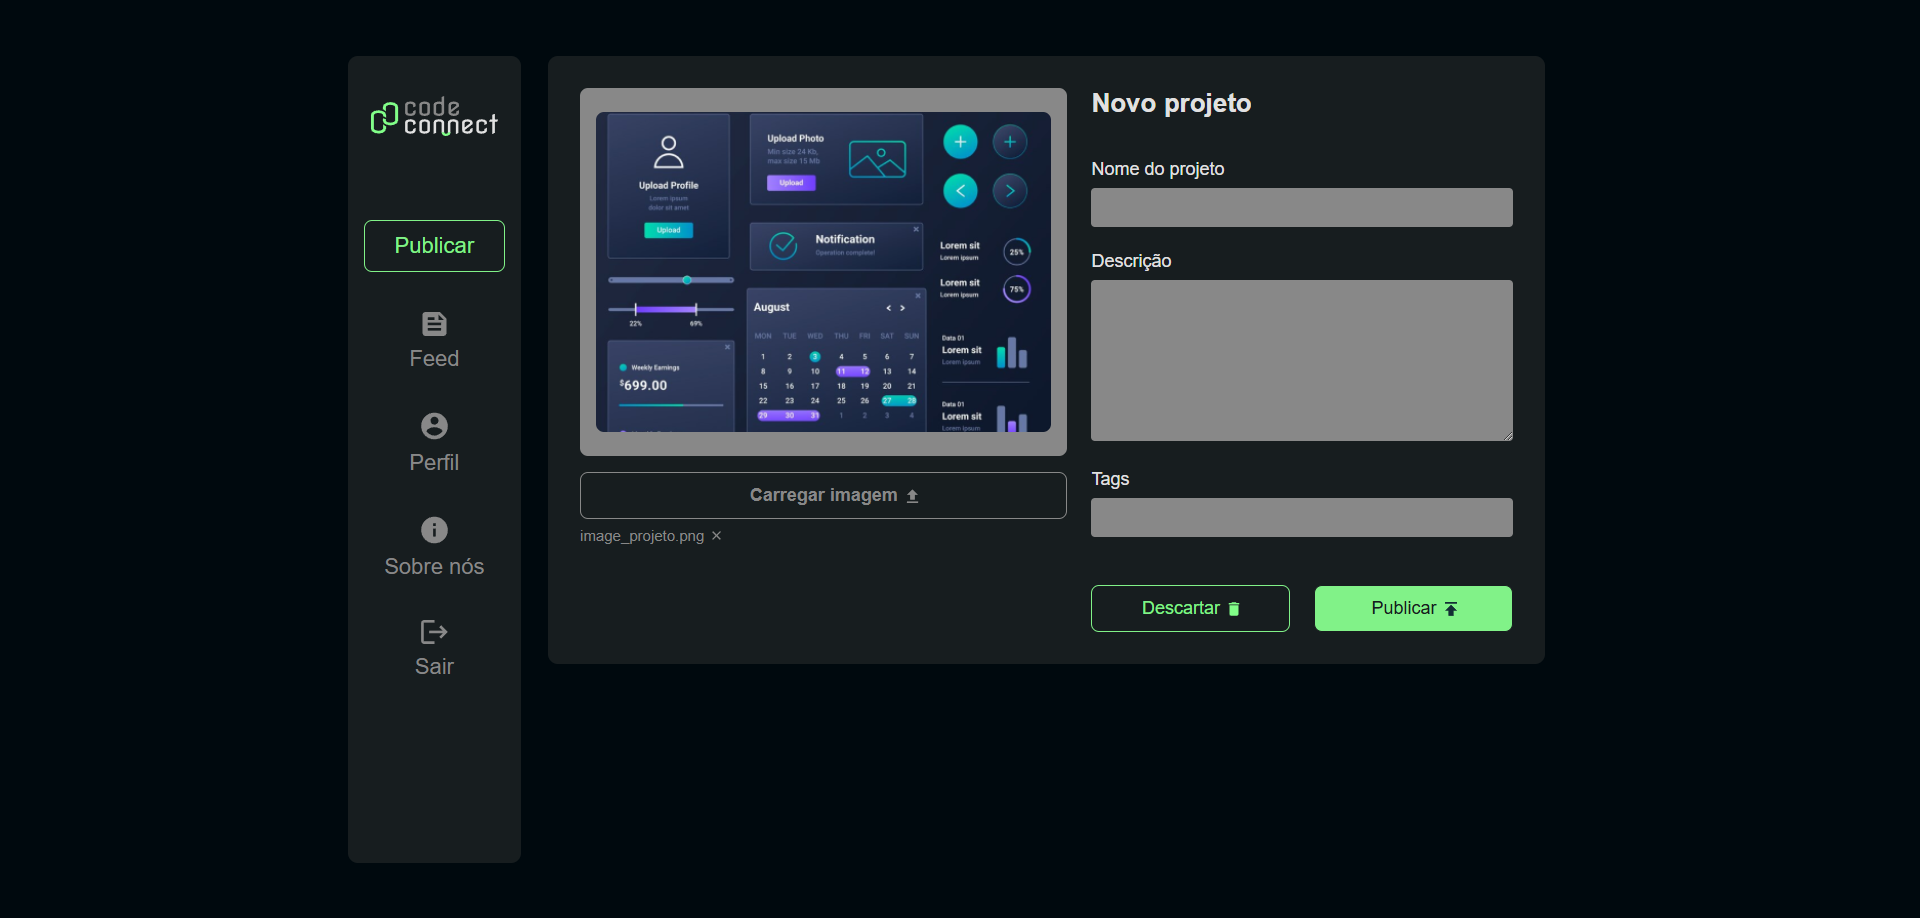 code
connect
Publicar
Feed
Perfil
Sobre nós
Sair
Upload Profile
Lorem ipsum
dolor sit amet
Upload
Upload Photo
Min size 24 Kb,
max size 15 Mb
Upload
Notification
Operation complete!
Lorem sit
Lorem ipsum
25%
Lorem sit
Lorem ipsum
75%
22% 69%
August
MON TUE WED THU FRI SAT SUN
1 2 3 4 5 6 7
8 9 10 11 12 13 14
15 16 17 18 19 20 21
22 23 24 25 26 27 28
29 30 31 1 2 3 4
Weekly Earnings
$699.00
Data 01
Lorem sit
Lorem ipsum
Data 01
Lorem sit
Lorem ipsum
Carregar imagem
image_projeto.png ×
Novo projeto
Nome do projeto
Descrição
Tags
Descartar
Publicar